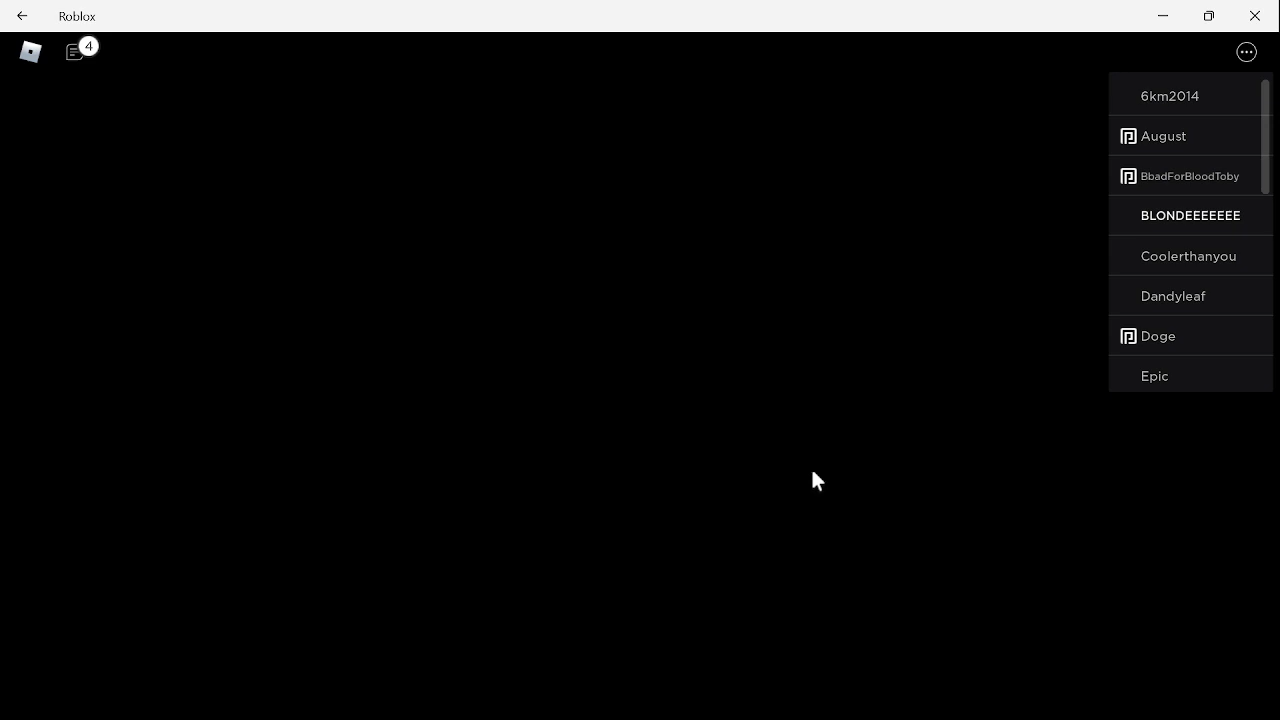 Roblox
4
6km2014
August
BbadForBloodToby
BLONDEEEEEEE
Coolerthanyou
Dandyleaf
Doge
Epic